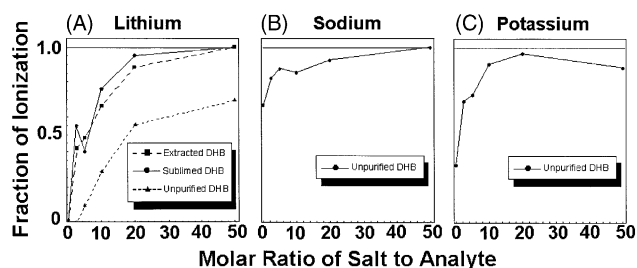 (A) Lithium
(B) Sodium
(C) Potassium
Fraction of Ionization
1.0
0.5
0
Extracted DHB
Sublimed DHB
Unpurified DHB
0 10 20 30 40 50
Unpurified DHB
0 10 20 30 40 50
Unpurified DHB
0 10 20 30 40 50
Molar Ratio of Salt to Analyte